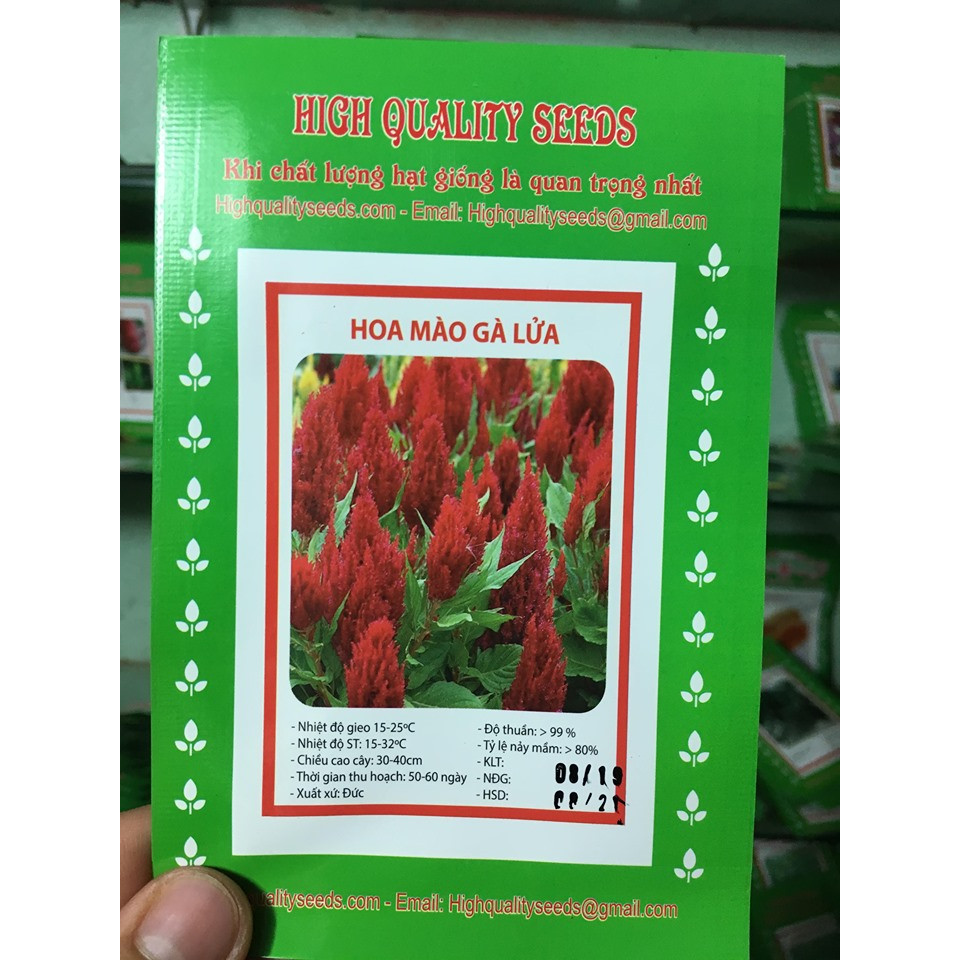 HIGH QUALITY SEEDS
Khi chất lượng hạt giống là quan trọng nhất
Highqualityseeds.com - Email: Highqualityseeds@gmail.com
HOA MÀO GÀ LỬA
- Nhiệt độ gieo 15-25ºC
- Nhiệt độ ST: 15-32ºC
- Chiều cao cây: 30-40cm
- Thời gian thu hoạch: 50-60 ngày
- Xuất xứ: Đức
- Độ thuần: > 99 %
- Tỷ lệ nảy mầm: > 80%
- KLT:
- NĐG: 08/19
- HSD:
alityseeds.com - Email: Highqualityseeds@gmail.com